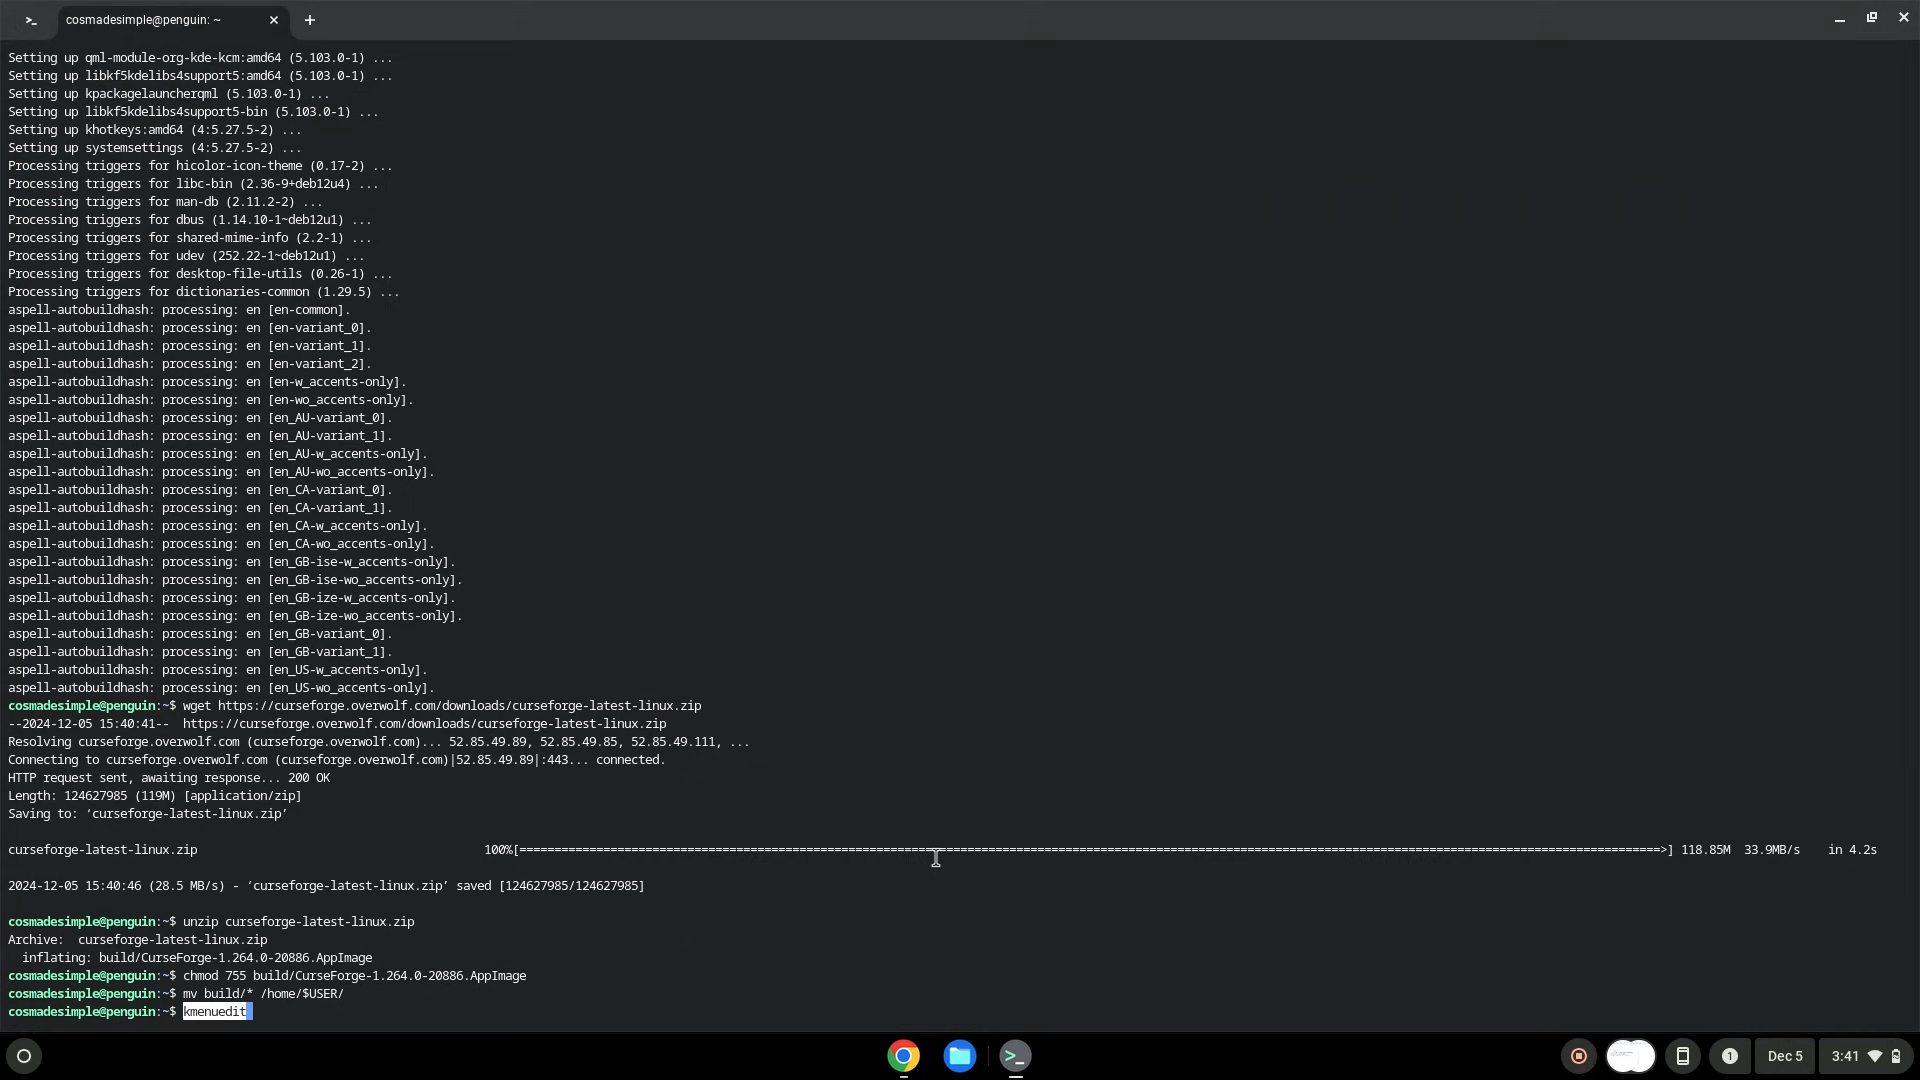 >_ cosmadesimple@penguin: ~
Setting up qml-module-org-kde-kcm:amd64 (5.103.0-1) ...
Setting up libkf5kdelibs4support5:amd64 (5.103.0-1) ...
Setting up kpackagelauncherqml (5.103.0-1) ...
Setting up libkf5kdelibs4support5-bin (5.103.0-1) ...
Setting up khotkeys:amd64 (4:5.27.5-2) ...
Setting up systemsettings (4:5.27.5-2) ...
Processing triggers for hicolor-icon-theme (0.17-2) ...
Processing triggers for libc-bin (2.36-9+deb12u4) ...
Processing triggers for man-db (2.11.2-2) ...
Processing triggers for dbus (1.14.10-1~deb12u1) ...
Processing triggers for shared-mime-info (2.2-1) ...
Processing triggers for udev (252.22-1~deb12u1) ...
Processing triggers for desktop-file-utils (0.26-1) ...
Processing triggers for dictionaries-common (1.29.5) ...
aspell-autobuildhash: processing: en [en-common].
aspell-autobuildhash: processing: en [en-variant_0].
aspell-autobuildhash: processing: en [en-variant_1].
aspell-autobuildhash: processing: en [en-variant_2].
aspell-autobuildhash: processing: en [en-w_accents-only].
aspell-autobuildhash: processing: en [en-wo_accents-only].
aspell-autobuildhash: processing: en [en_AU-variant_0].
aspell-autobuildhash: processing: en [en_AU-variant_1].
aspell-autobuildhash: processing: en [en_AU-w_accents-only].
aspell-autobuildhash: processing: en [en_AU-wo_accents-only].
aspell-autobuildhash: processing: en [en_CA-variant_0].
aspell-autobuildhash: processing: en [en_CA-variant_1].
aspell-autobuildhash: processing: en [en_CA-w_accents-only].
aspell-autobuildhash: processing: en [en_CA-wo_accents-only].
aspell-autobuildhash: processing: en [en_GB-ise-w_accents-only].
aspell-autobuildhash: processing: en [en_GB-ise-wo_accents-only].
aspell-autobuildhash: processing: en [en_GB-ize-w_accents-only].
aspell-autobuildhash: processing: en [en_GB-ize-wo_accents-only].
aspell-autobuildhash: processing: en [en_GB-variant_0].
aspell-autobuildhash: processing: en [en_GB-variant_1].
aspell-autobuildhash: processing: en [en_US-w_accents-only].
aspell-autobuildhash: processing: en [en_US-wo_accents-only].
cosmadesimple@penguin:~$ wget https://curseforge.overwolf.com/downloads/curseforge-latest-linux.zip
--2024-12-05 15:40:41--  https://curseforge.overwolf.com/downloads/curseforge-latest-linux.zip
Resolving curseforge.overwolf.com (curseforge.overwolf.com)... 52.85.49.89, 52.85.49.85, 52.85.49.111, ...
Connecting to curseforge.overwolf.com (curseforge.overwolf.com)|52.85.49.89|:443... connected.
HTTP request sent, awaiting response... 200 OK
Length: 124627985 (119M) [application/zip]
Saving to: ‘curseforge-latest-linux.zip’
curseforge-latest-linux.zip 100%[===================>] 118.85M 33.9MB/s in 4.2s
2024-12-05 15:40:46 (28.5 MB/s) - ‘curseforge-latest-linux.zip’ saved [124627985/124627985]
cosmadesimple@penguin:~$ unzip curseforge-latest-linux.zip
Archive:  curseforge-latest-linux.zip
inflating: build/CurseForge-1.264.0-20886.AppImage
cosmadesimple@penguin:~$ chmod 755 build/CurseForge-1.264.0-20886.AppImage
cosmadesimple@penguin:~$ mv build/* /home/$USER/
cosmadesimple@penguin:~$ kmenuedit
>_ 1 Dec 5 3:41